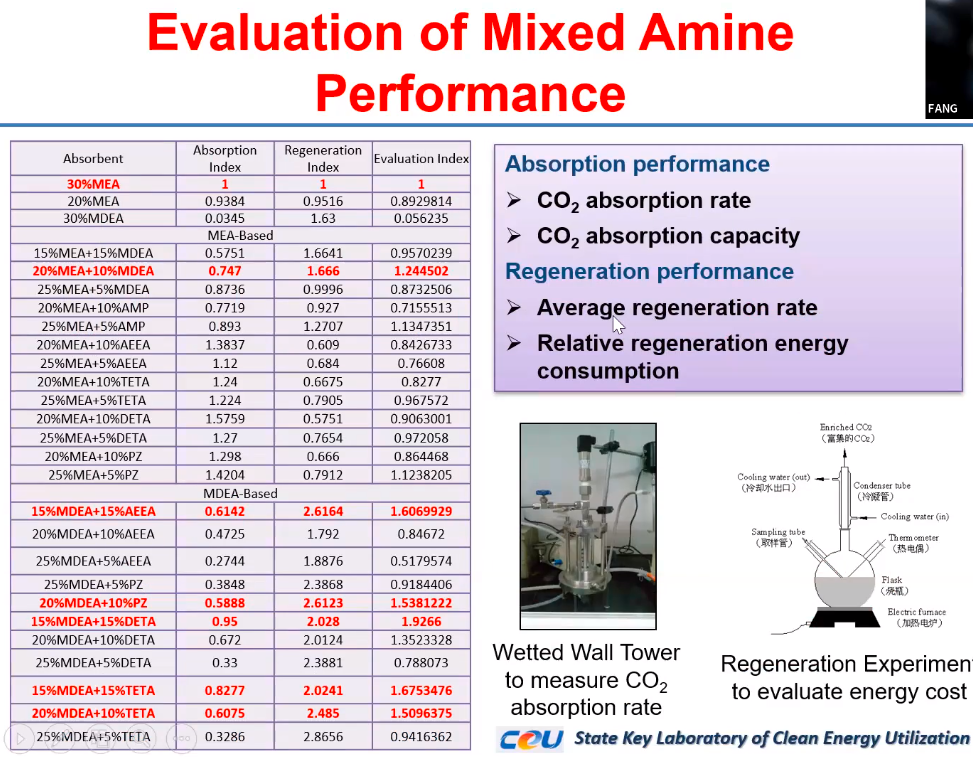 Evaluation of Mixed Amine
Performance
FANG
Absorbent Absorption Index Regeneration Index Evaluation Index
30%MEA 1 1 1
20%MEA 0.9384 0.9516 0.8929814
30%MDEA 0.0345 1.63 0.056235
MEA-Based
15%MEA+15%MDEA 0.5751 1.6641 0.9570239
20%MEA+10%MDEA 0.747 1.666 1.244502
25%MEA+5%MDEA 0.8736 0.9996 0.8732506
20%MEA+10%AMP 0.7719 0.927 0.7155513
25%MEA+5%AMP 0.893 1.2707 1.1347351
20%MEA+10%AEEA 1.3837 0.609 0.8426733
25%MEA+5%AEEA 1.12 0.684 0.76608
20%MEA+10%TETA 1.24 0.6675 0.8277
25%MEA+5%TETA 1.224 0.7905 0.967572
20%MEA+10%DETA 1.5759 0.5751 0.9063001
25%MEA+5%DETA 1.27 0.7654 0.972058
20%MEA+10%PZ 1.298 0.666 0.864468
25%MEA+5%PZ 1.4204 0.7912 1.1238205
MDEA-Based
15%MDEA+15%AEEA 0.6142 2.6164 1.6069929
20%MDEA+10%AEEA 0.4725 1.792 0.84672
25%MDEA+5%AEEA 0.2744 1.8876 0.5179574
25%MDEA+5%PZ 0.3848 2.3868 0.9184406
20%MDEA+10%PZ 0.5888 2.6123 1.5381222
15%MDEA+15%DETA 0.95 2.028 1.9266
20%MDEA+10%DETA 0.672 2.0124 1.3523328
25%MDEA+5%DETA 0.33 2.3881 0.788073
15%MDEA+15%TETA 0.8277 2.0241 1.6753476
20%MDEA+10%TETA 0.6075 2.485 1.5096375
25%MDEA+5%TETA 0.3286 2.8656 0.9416362
Absorption performance
➢ CO₂ absorption rate
➢ CO₂ absorption capacity
Regeneration performance
➢ Average regeneration rate
➢ Relative regeneration energy
consumption
Wetted Wall Tower
to measure CO₂
absorption rate
Enriched CO₂
(富集的CO₂)
Cooling water (out)
(冷却水出口)
Condenser tube
(冷凝管)
Cooling water (in)
Sampling tube
(取样管)
Thermometer
(热电偶)
Flask
(烧瓶)
Electric furnace
(加热电炉)
Regeneration Experiment
to evaluate energy cost
CEU State Key Laboratory of Clean Energy Utilization